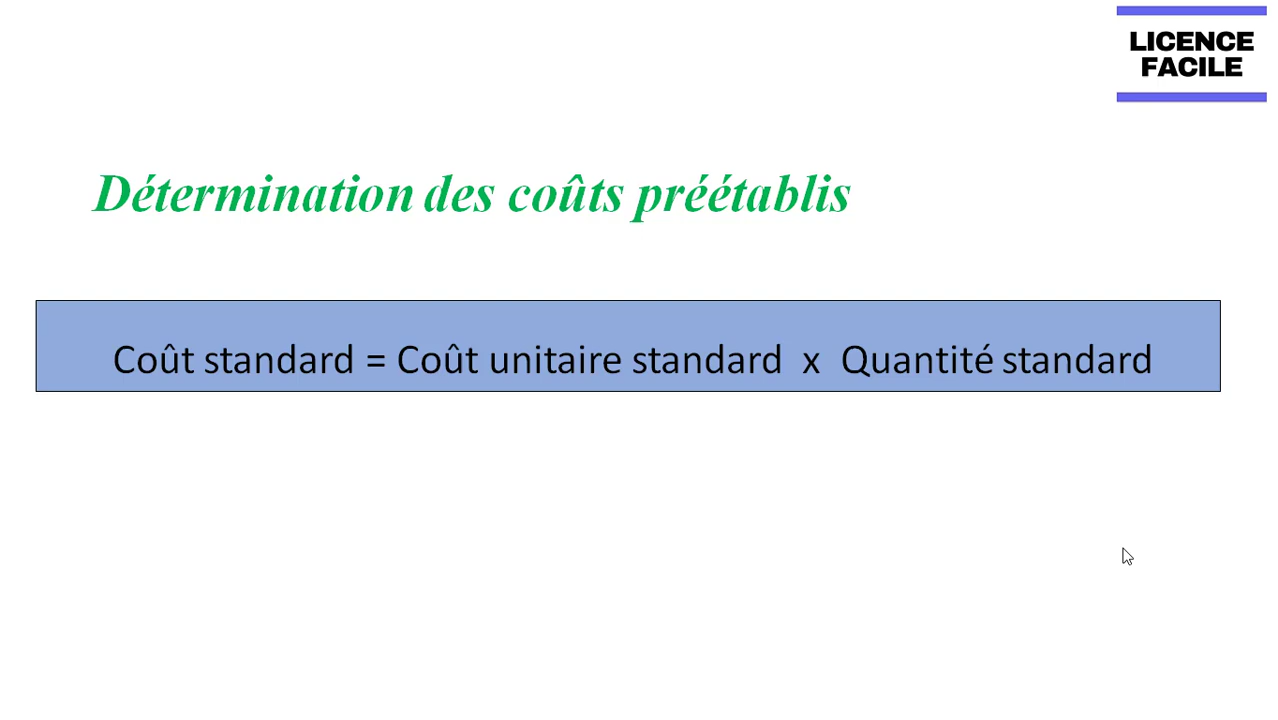 LICENCE
FACILE
Détermination des coûts préétablis
Coût standard = Coût unitaire standard x Quantité standard